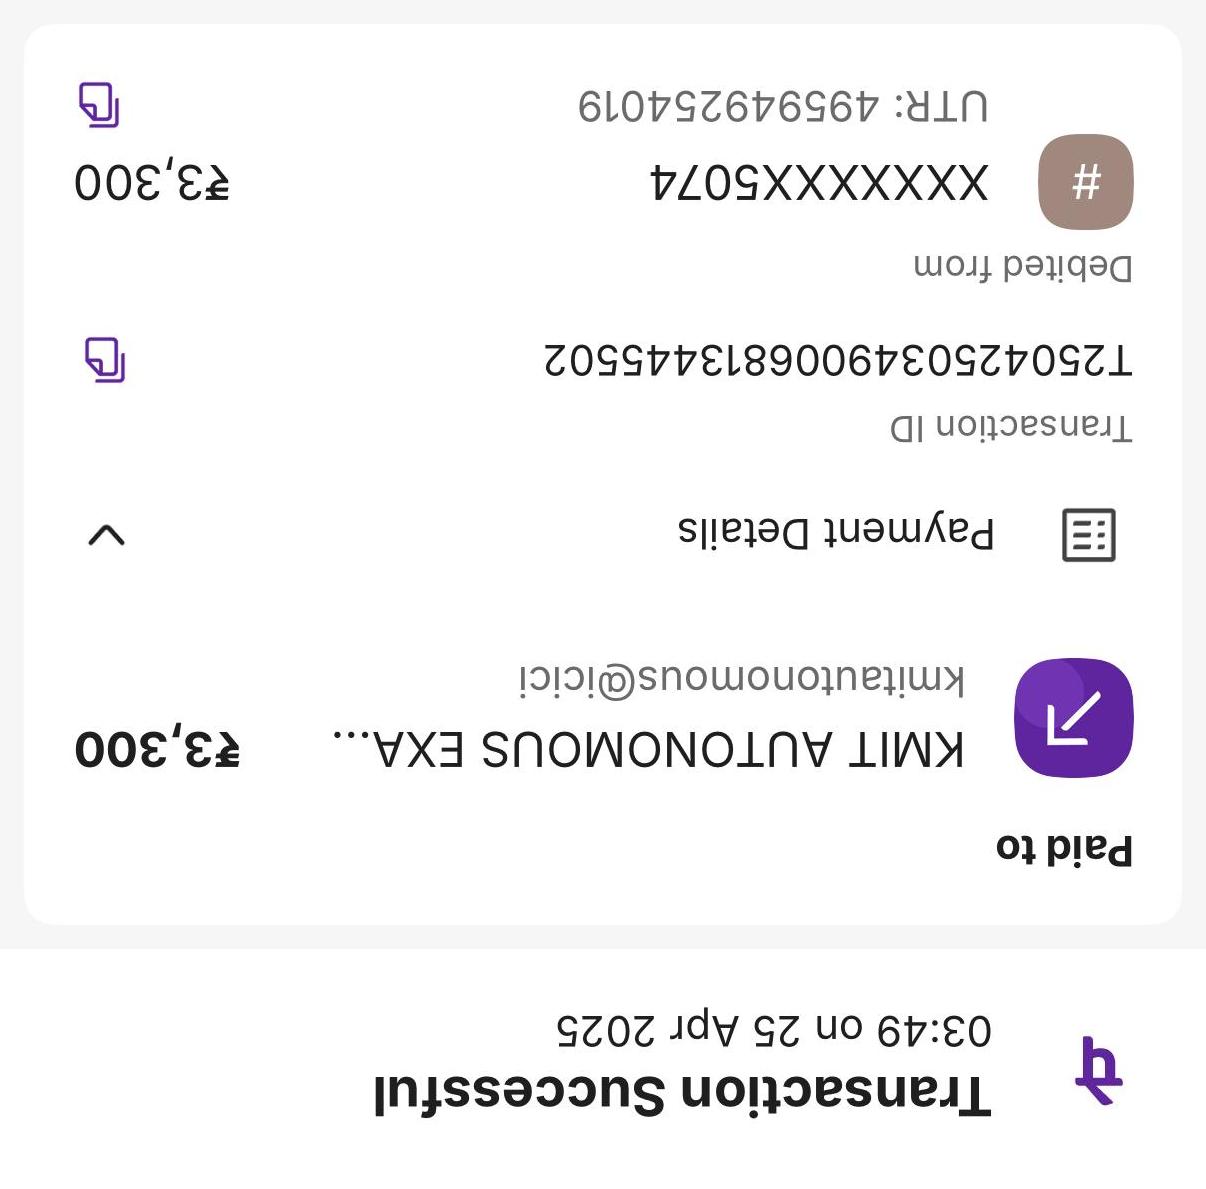 Transaction Successful
03:49 on 25 Apr 2025
Paid to
KMIT AUTONOMOUS EXA... ₹3,300
kmitautonomous@icici
Payment Details
Transaction ID
T2504250349006813445502
Debited from
XXXXXXX5074 ₹3,300
UTR: 495949254019